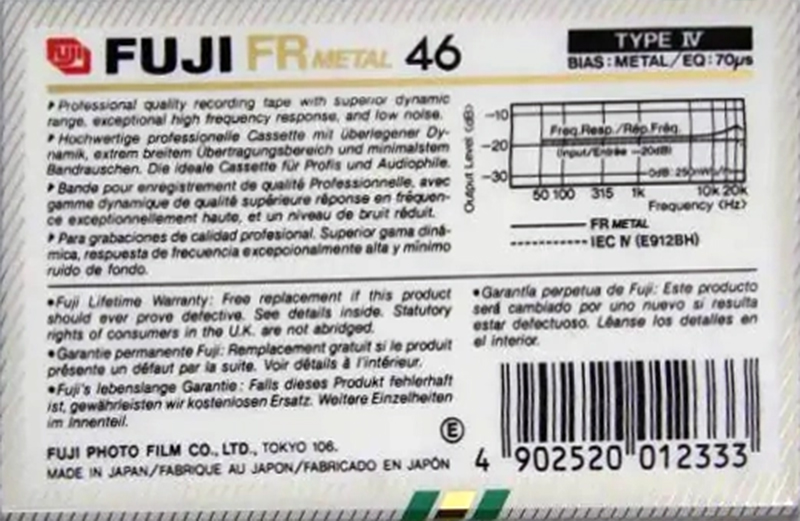 FUJI FUJI FR METAL 46
TYPE IV
BIAS : METAL / EQ : 70µs
Professional quality recording tape with superior dynamic
range, exceptional high frequency response, and low noise.
Hochwertige professionelle Cassette mit überlegener Dy-
namik, extrem breitem Übertragungsbereich und minimalstem
Bandrauschen. Die ideale Cassette für Profis und Audiophile.
Bande pour enregistrement de qualité Professionnelle, avec
gamme dynamique de qualité supérieure réponse en fréquen-
ce exceptionnellement haute, et un niveau de bruit réduit.
Para grabaciones de calidad profesional. Superior gama diná-
mica, respuesta de frecuencia excepcionalmente alta y mínimo
ruido de fondo.
Output Level (dB)
-10
-20
-30
Freq.Resp./Rép.Fréq.
(Input/Entrée -20dB)
0dB: 250nWb/m
50 100 315 1k 10k 20k
Frequency (Hz)
FR METAL
IEC IV (E912BH)
•Fuji Lifetime Warranty: Free replacement if this product
should ever prove defective. See details inside. Statutory
rights of consumers in the U.K. are not abridged.
•Garantie permanente Fuji: Remplacement gratuit si le produit
présente un défaut par la suite. Voir détails à l'intérieur.
•Fuji's lebenslange Garantie: Falls dieses Produkt fehlerhaft
ist, gewährleisten wir kostenlosen Ersatz. Weitere Einzelheiten
im Innenteil.
•Garantía perpetua de Fuji: Este producto
será cambiado por uno nuevo si resulta
estar defectuoso. Léanse los detalles en
el interior.
FUJI PHOTO FILM CO., LTD., TOKYO 106.
MADE IN JAPAN/FABRIQUE AU JAPON/FABRICADO EN JAPÓN
E
4 902520 012333